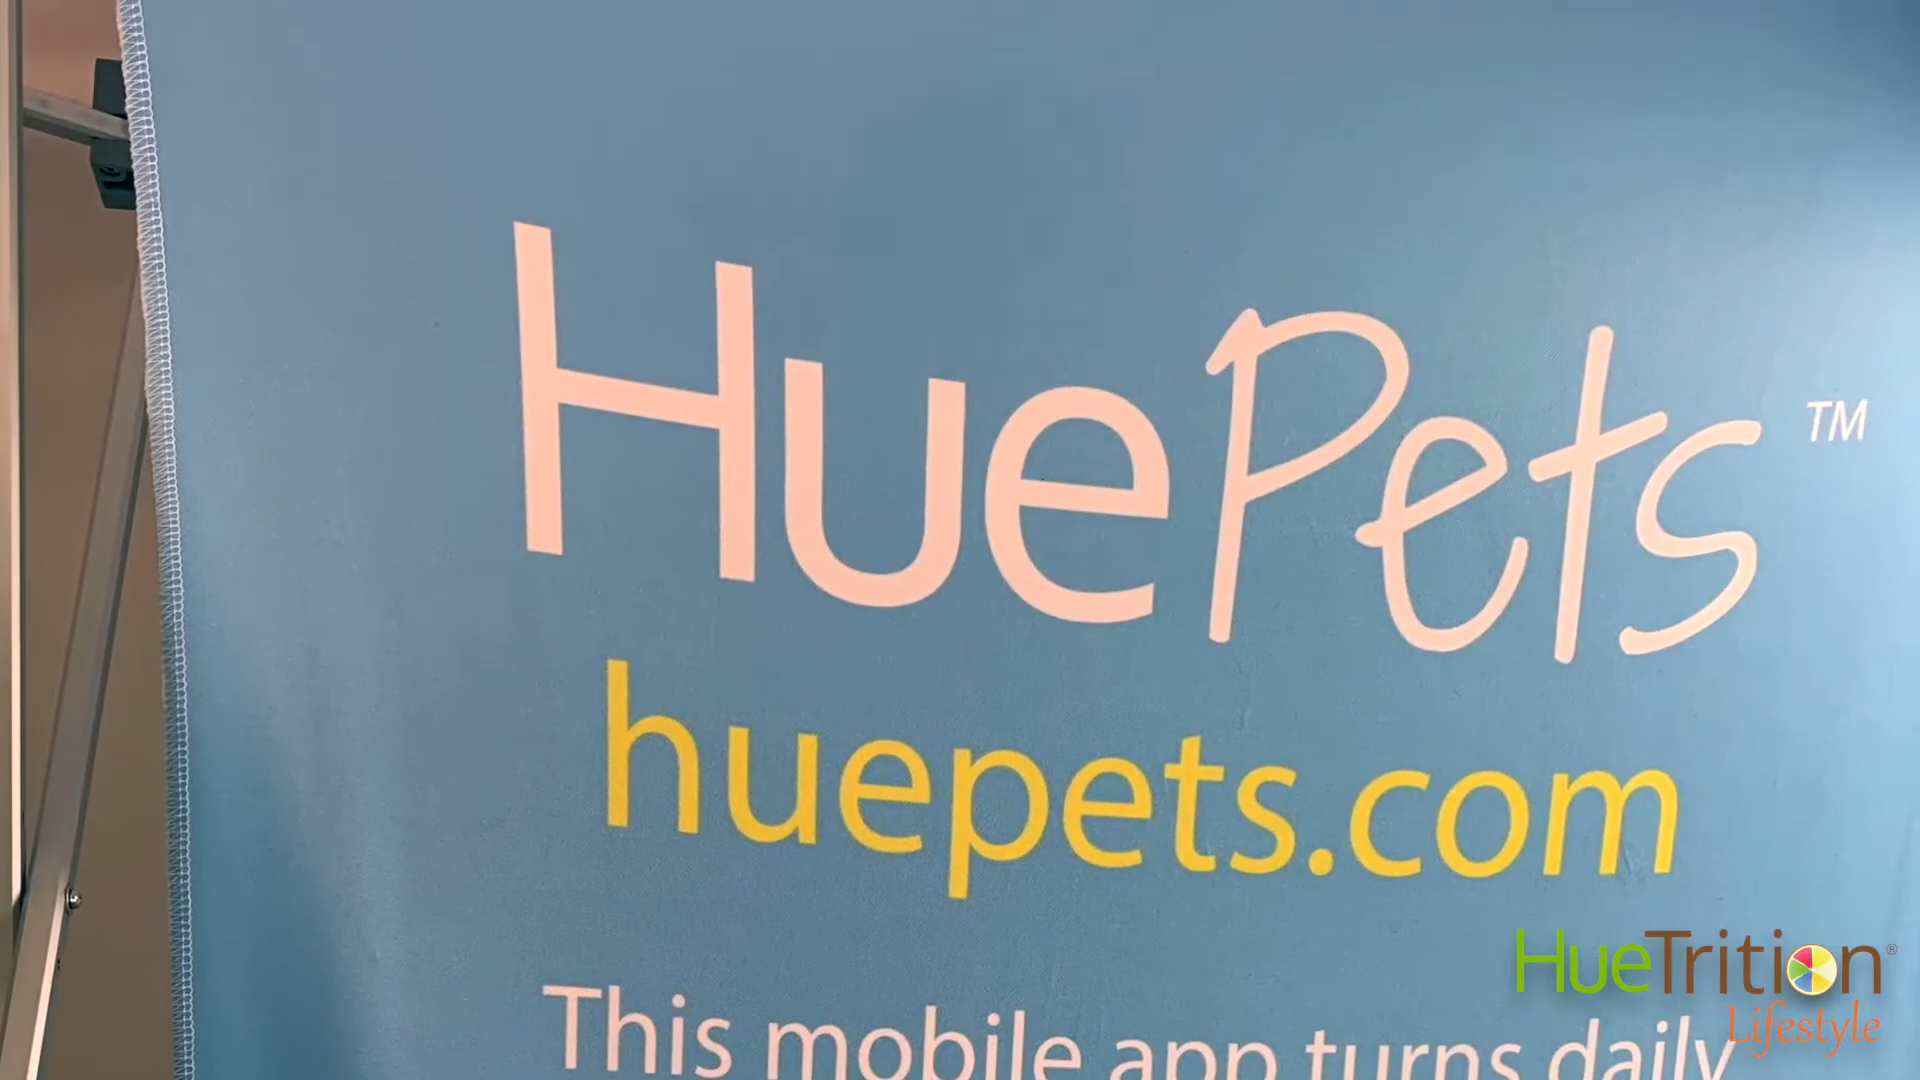 HuePets™
huepets.com
This mobile app turns daily
HueTrition®
Lifestyle